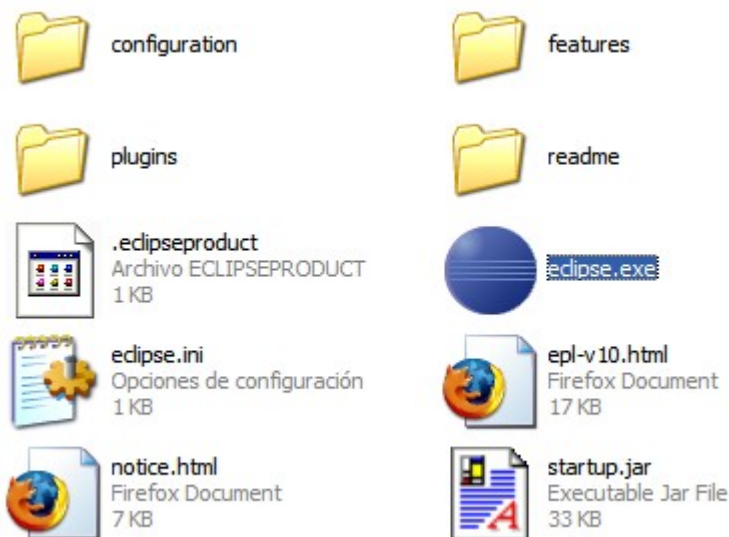 configuration
features
plugins
readme
.eclipseproduct
Archivo ECLIPSEPRODUCT
1 KB
eclipse.exe
eclipse.ini
Opciones de configuración
1 KB
epl-v10.html
Firefox Document
17 KB
notice.html
Firefox Document
7 KB
startup.jar
Executable Jar File
33 KB